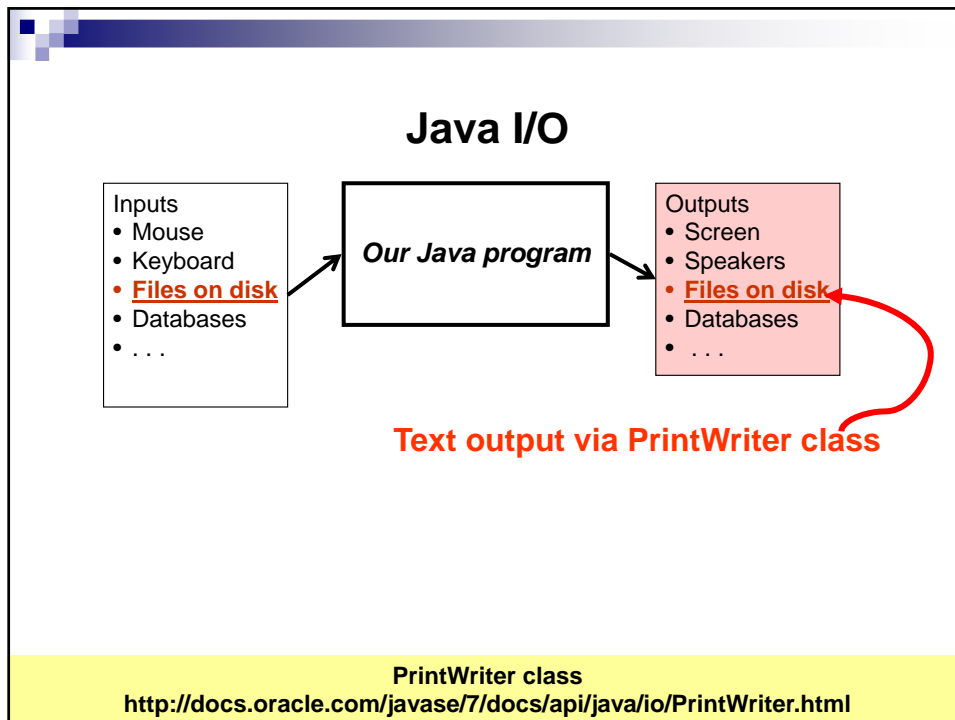 Java I/O
Inputs
• Mouse
• Keyboard
• Files on disk
• Databases
• . . .
Our Java program
Outputs
• Screen
• Speakers
• Files on disk
• Databases
• . . .
Text output via PrintWriter class
PrintWriter class
http://docs.oracle.com/javase/7/docs/api/java/io/PrintWriter.html